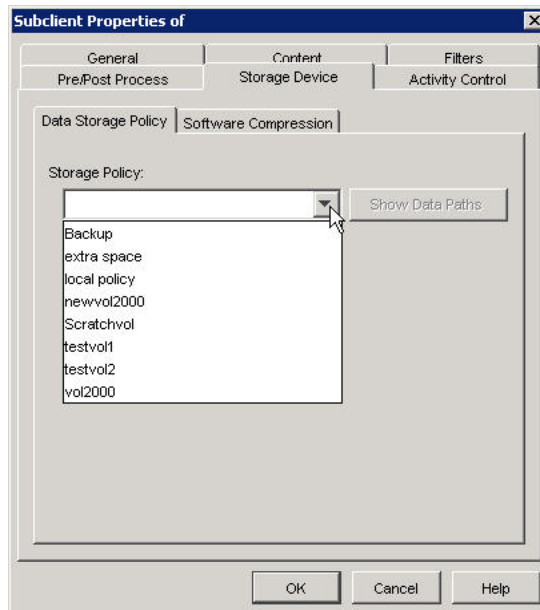 Subclient Properties of
General Content Filters
Pre/Post Process Storage Device Activity Control
Data Storage Policy Software Compression
Storage Policy:
Show Data Paths
Backup
extra space
local policy
newvol2000
Scratchvol
testvol1
testvol2
vol2000
OK Cancel Help